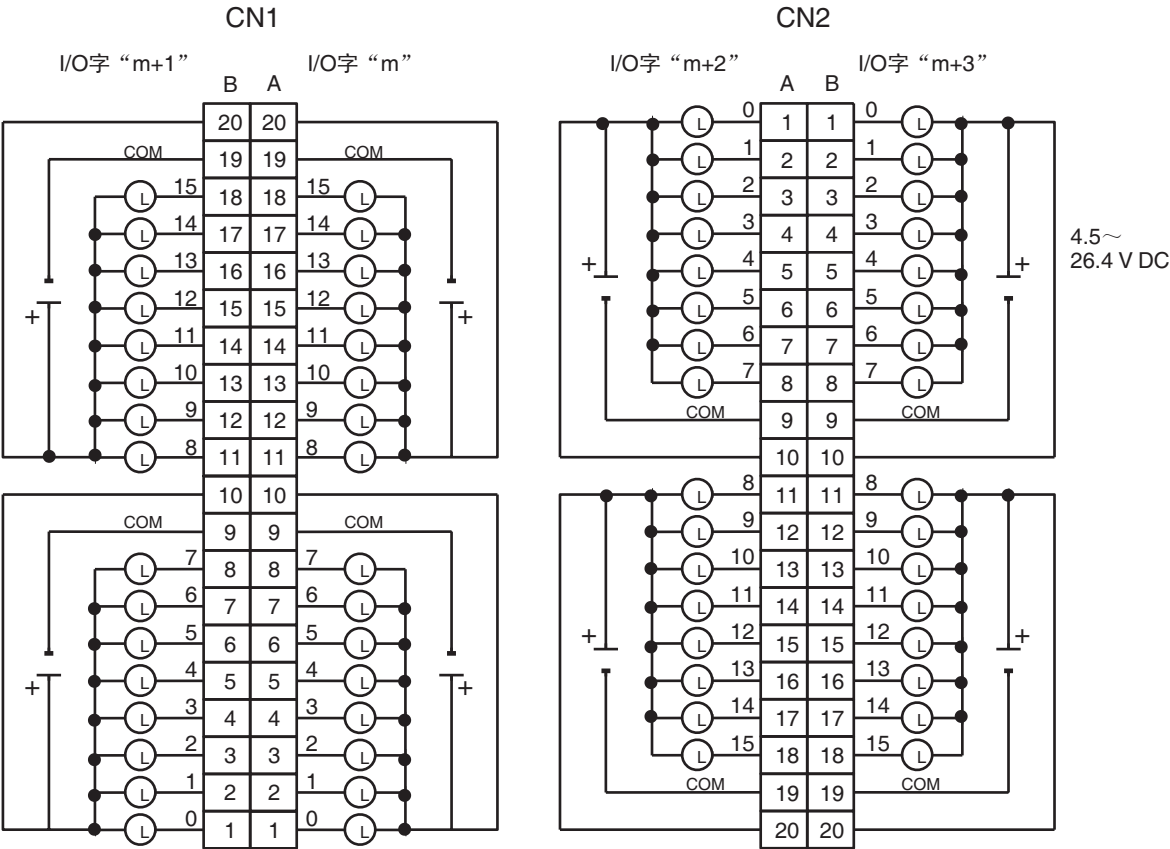 CN1
CN2
I/O字“m+1”
I/O字“m”
I/O字“m+2”
I/O字“m+3”
B A
A B
20 20
COM 19 19 COM
15 18 18 15
14 17 17 14
13 16 16 13
12 15 15 12
11 14 14 11
10 13 13 10
9 12 12 9
8 11 11 8
10 10
COM 9 9 COM
7 8 8 7
6 7 7 6
5 6 6 5
4 5 5 4
3 4 4 3
2 3 3 2
1 2 2 1
0 1 1 0
L L L L L L L L
L L L L L L L L
L L L L L L L L
L L L L L L L L
+ +
+ +
0 1 1 0
1 2 2 1
2 3 3 2
3 4 4 3
4 5 5 4
5 6 6 5
6 7 7 6
7 8 8 7
COM 9 9 COM
10 10
8 11 11 8
9 12 12 9
10 13 13 10
11 14 14 11
12 15 15 12
13 16 16 13
14 17 17 14
15 18 18 15
COM 19 19 COM
20 20
L L L L L L L L
L L L L L L L L
L L L L L L L L
L L L L L L L L
+ +
+ +
4.5～
26.4 V DC